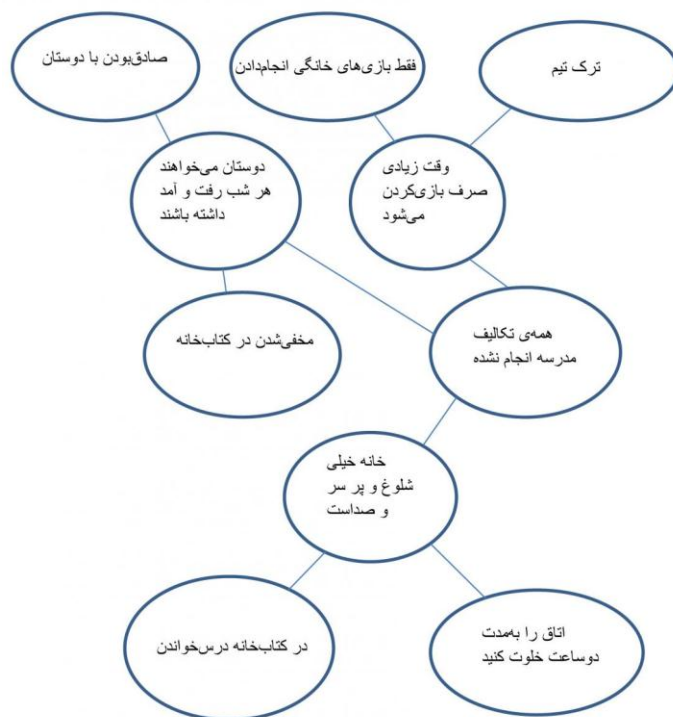 ترک تیم
فقط بازی‌های خانگی انجام‌دادن
صادق‌بودن با دوستان
وقت زیادی
صرف بازی‌کردن
می‌شود
دوستان می‌خواهند
هر شب رفت و آمد
داشته باشند
همه‌ی تکالیف
مدرسه انجام نشده
مخفی‌شدن در کتاب‌خانه
خانه خیلی
شلوغ و پر سر
و صداست
اتاق را به‌مدت
دوساعت خلوت کنید
در کتاب‌خانه درس‌خواندن